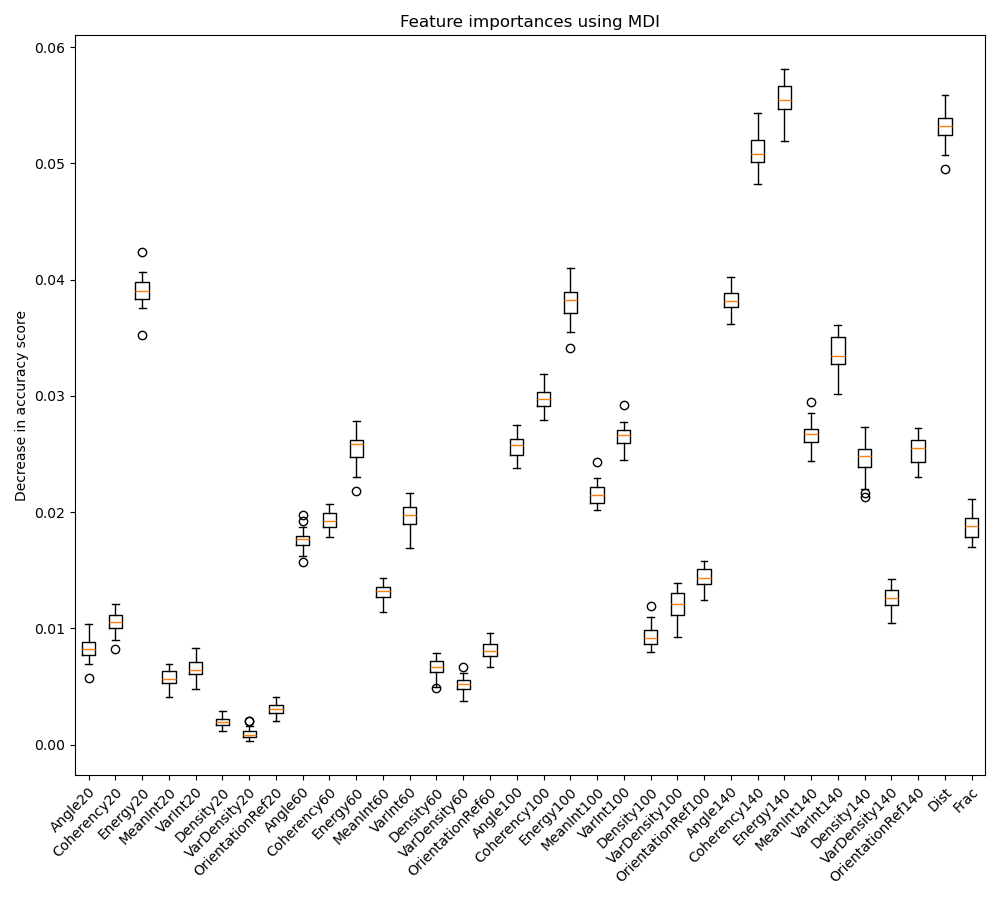 Feature importances using MDI
Decrease in accuracy score
0.06
0.05
0.04
0.03
0.02
0.01
0.00
Angle20
Coherency20
Energy20
MeanInt20
VarInt20
Density20
VarDensity20
OrientationRef20
Angle60
Coherency60
Energy60
MeanInt60
VarInt60
Density60
VarDensity60
OrientationRef60
Angle100
Coherency100
Energy100
MeanInt100
VarInt100
Density100
VarDensity100
OrientationRef100
Angle140
Coherency140
Energy140
MeanInt140
VarInt140
Density140
VarDensity140
OrientationRef140
Dist
Frac